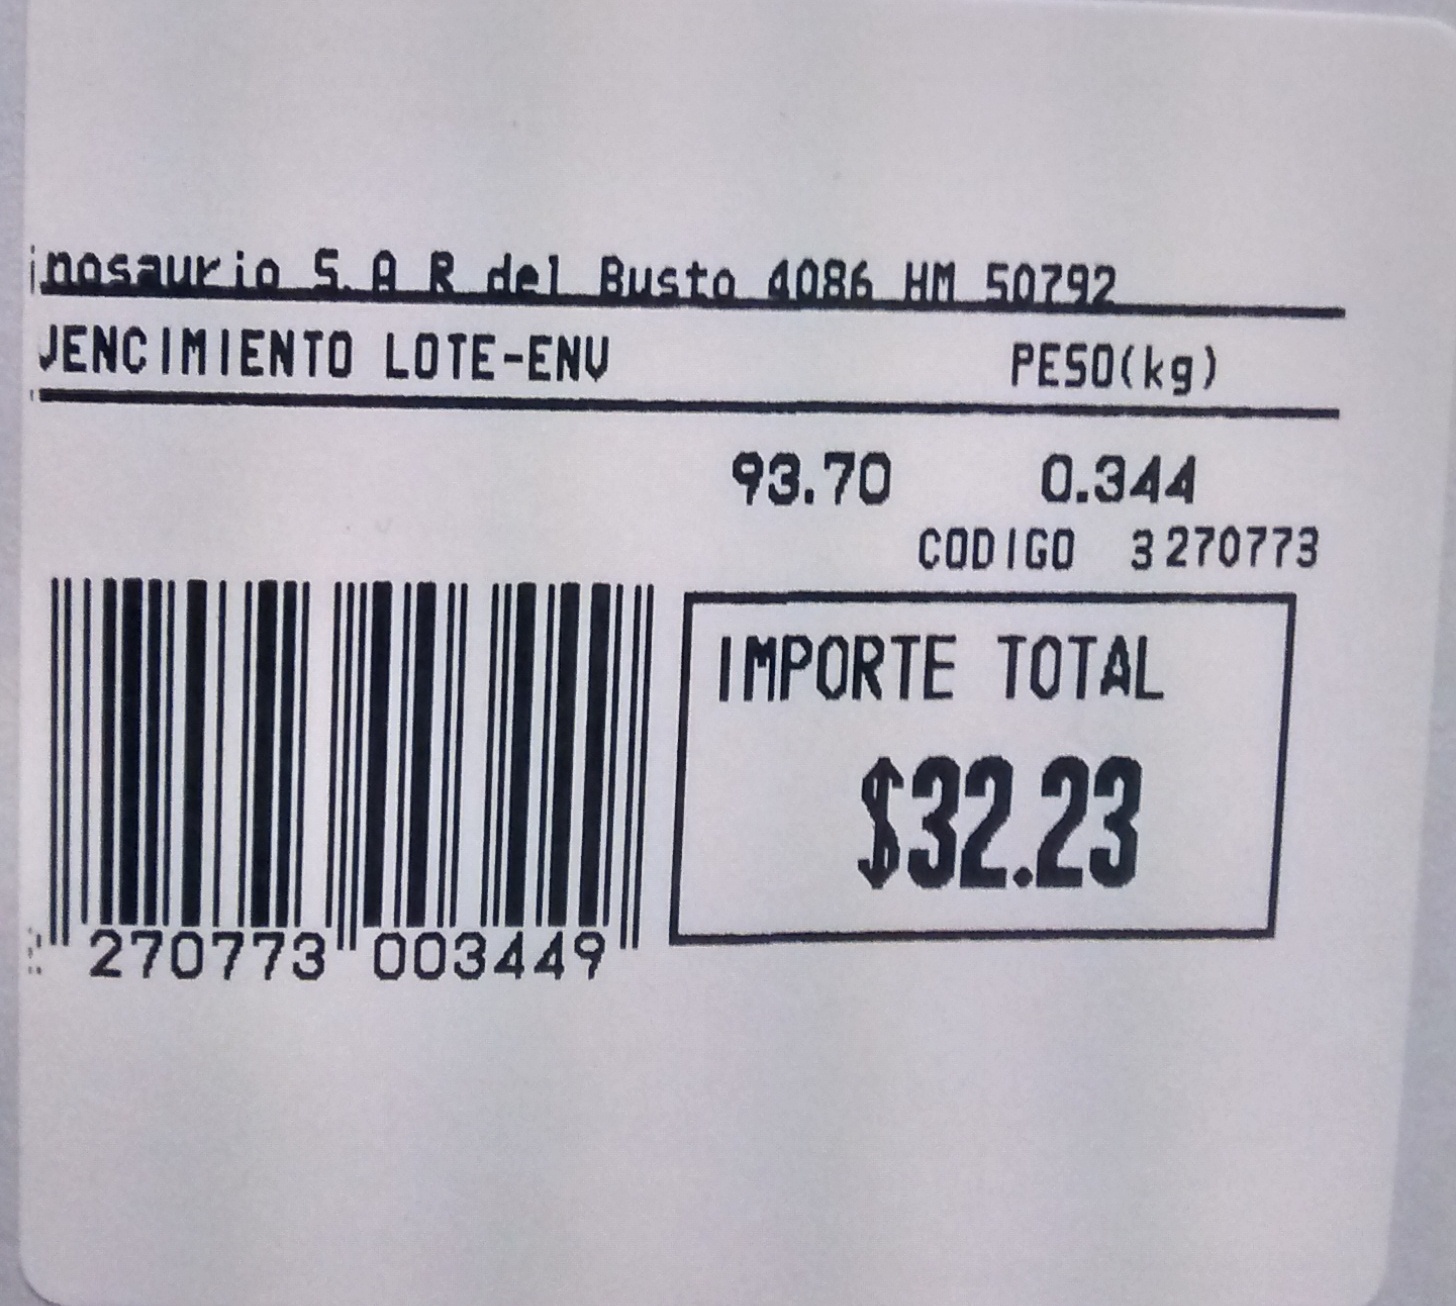 inosaurio S.A R del Busto 4086 HM 50792
VENCIMIENTO LOTE-ENV PESO(kg)
93.70 0.344
CODIGO 3270773
IMPORTE TOTAL
$32.23
270773 003449